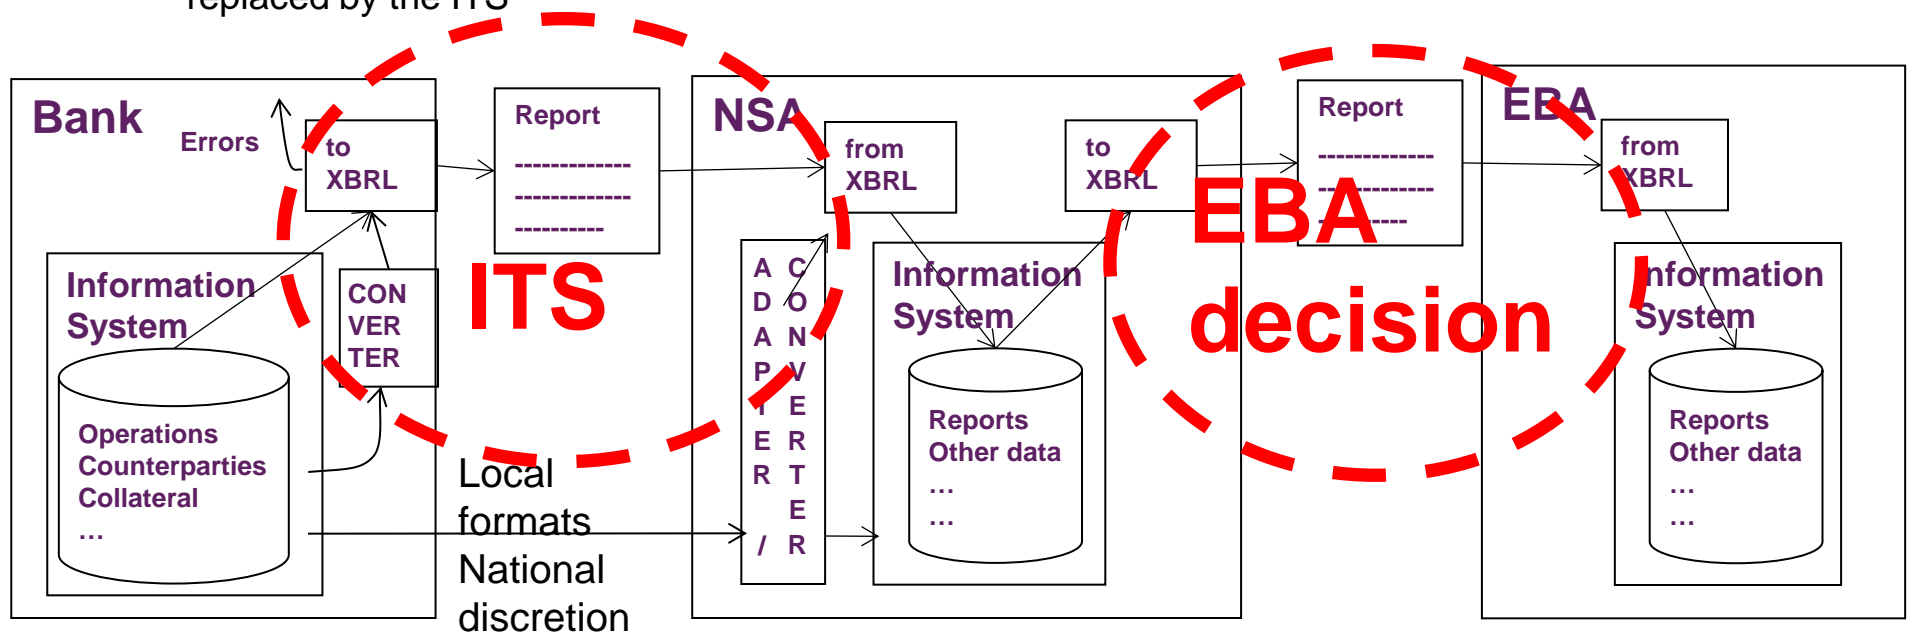 replaced by the ITS
Bank
Errors
to
XBRL
Report
-------------
-------------
----------
NSA
from
XBRL
to
XBRL
Report
-------------
-------------
----------
EBA
from
XBRL
Information
System
CON
VER
TER
Operations
Counterparties
Collateral
…
ITS
Local
formats
National
discretion
ADAPTER /
CONVERTER
Information
System
Reports
Other data
…
…
EBA
decision
Information
System
Reports
Other data
…
…